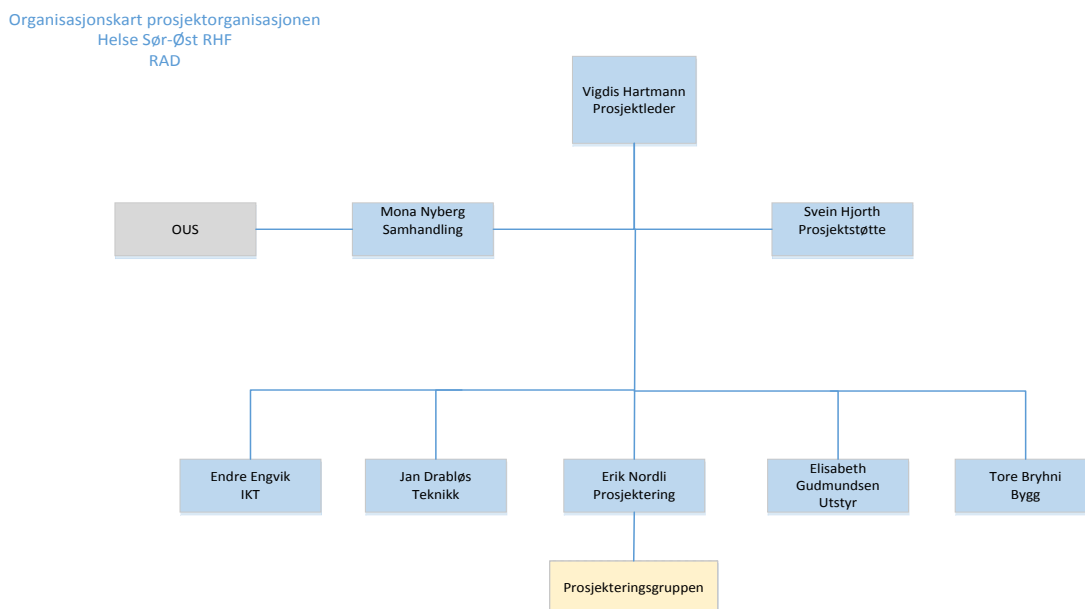 Organisasjonskart prosjektorganisasjonen
Helse Sør-Øst RHF
RAD
Vigdis Hartmann
Prosjektleder
OUS
Mona Nyberg
Samhandling
Svein Hjorth
Prosjektstøtte
Endre Engvik
IKT
Jan Drabløs
Teknikk
Erik Nordli
Prosjektering
Elisabeth
Gudmundsen
Utstyr
Tore Bryhni
Bygg
Prosjekteringsgruppen